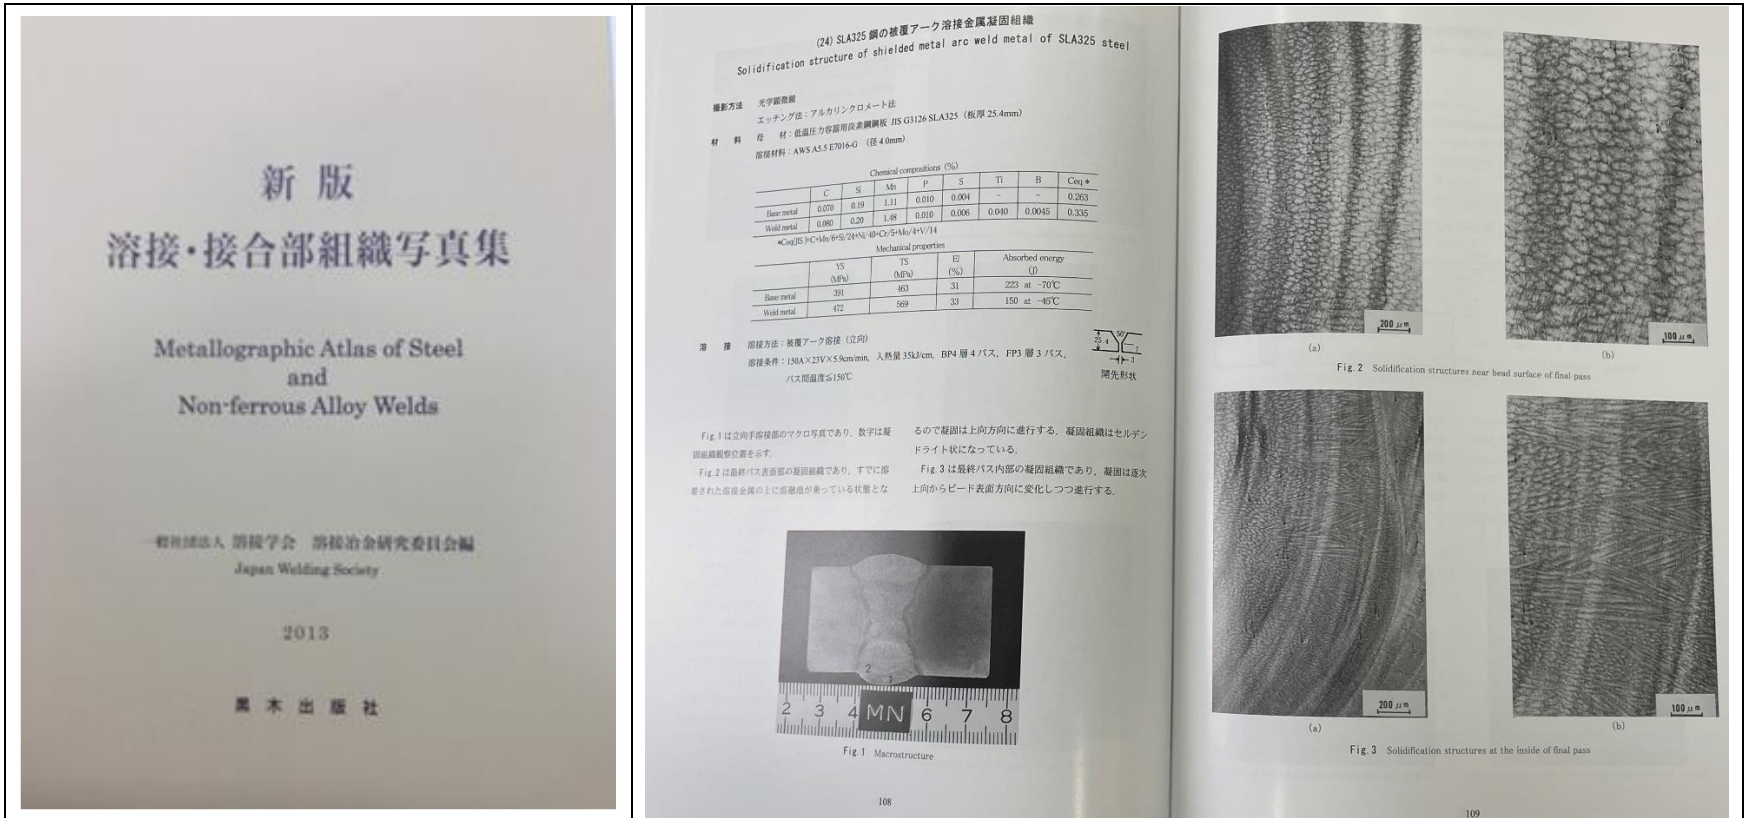 新 版
溶接・接合部組織写真集
Metallographic Atlas of Steel
and
Non-ferrous Alloy Welds
一般社団法人 溶接学会 溶接冶金研究委員会編
Japan Welding Society
2013
黒 木 出 版 社
(24) SLA325 鋼の被覆アーク溶接金属凝固組織
Solidification structure of shielded metal arc weld metal of SLA325 steel
撮影方法 光学顕微鏡
エッチング法：アルカリンクロメート法
材 料 母 材：低温圧力容器用炭素鋼鋼板 JIS G3126 SLA325 (板厚 25.4mm)
溶接材料：AWS A5.5 E7016-G (径 4.0mm)
Chemical compositions (%)
C Si Mn P S Ti B Ceq *
Base metal 0.070 0.19 1.11 0.010 0.004 - - 0.263
Weld metal 0.080 0.20 1.48 0.010 0.006 0.040 0.0045 0.335
*Ceq(JIS)=C+Mn/6+Si/24+Ni/40+Cr/5+Mo/4+V/14
Mechanical properties
YS (MPa) TS (MPa) El (%) Absorbed energy (J)
Base metal 391 463 31 223 at -70℃
Weld metal 472 569 33 150 at -45℃
溶 接 溶接方法：被覆アーク溶接 (立向)
溶接条件：150A×23V×5.9cm/min, 入熱量 35kJ/cm, BP4 層 4 パス, FP3 層 3 パス,
パス間温度≦150℃
50°
25.4
2
3
開先形状
Fig.1 は立向手溶接部のマクロ写真であり, 数字は凝
固組織観察位置を示す.
Fig.2 は最終パス表面部の凝固組織であり, すでに溶
着された溶接金属の上に溶融池が乗っている状態とな
るので凝固は上向方向に進行する. 凝固組織はセルデン
ドライト状になっている.
Fig.3 は最終パス内部の凝固組織であり, 凝固は逐次
上向からビード表面方向に変化しつつ進行する.
2
1
2 3 4 MN 6 7 8
Fig.1 Macrostructure
108
200 μm
100 μm
(a)
(b)
Fig.2 Solidification structures near bead surface of final pass
200 μm
100 μm
(a)
(b)
Fig.3 Solidification structures at the inside of final pass
109